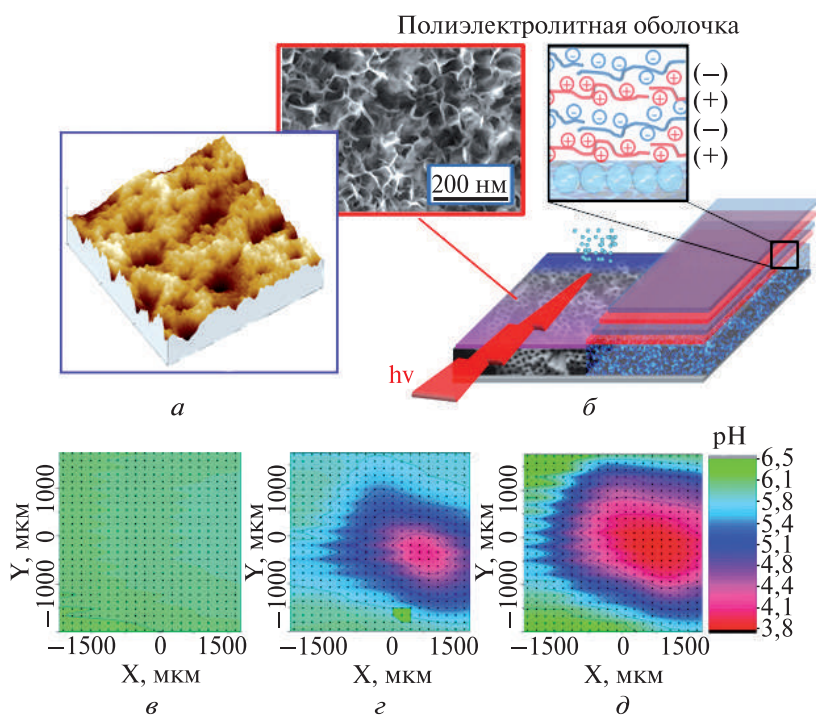 Полиэлектролитная оболочка
(−)
(+)
(−)
(+)
200 нм
hν
а
б
pH
6,5
6,1
5,8
5,4
5,1
4,8
4,4
4,1
3,8
Y, мкм
1000
0
−1000
−1500 0 1500
X, мкм
Y, мкм
1000
0
−1000
−1500 0 1500
X, мкм
Y, мкм
1000
0
−1000
−1500 0 1500
X, мкм
в
г
д